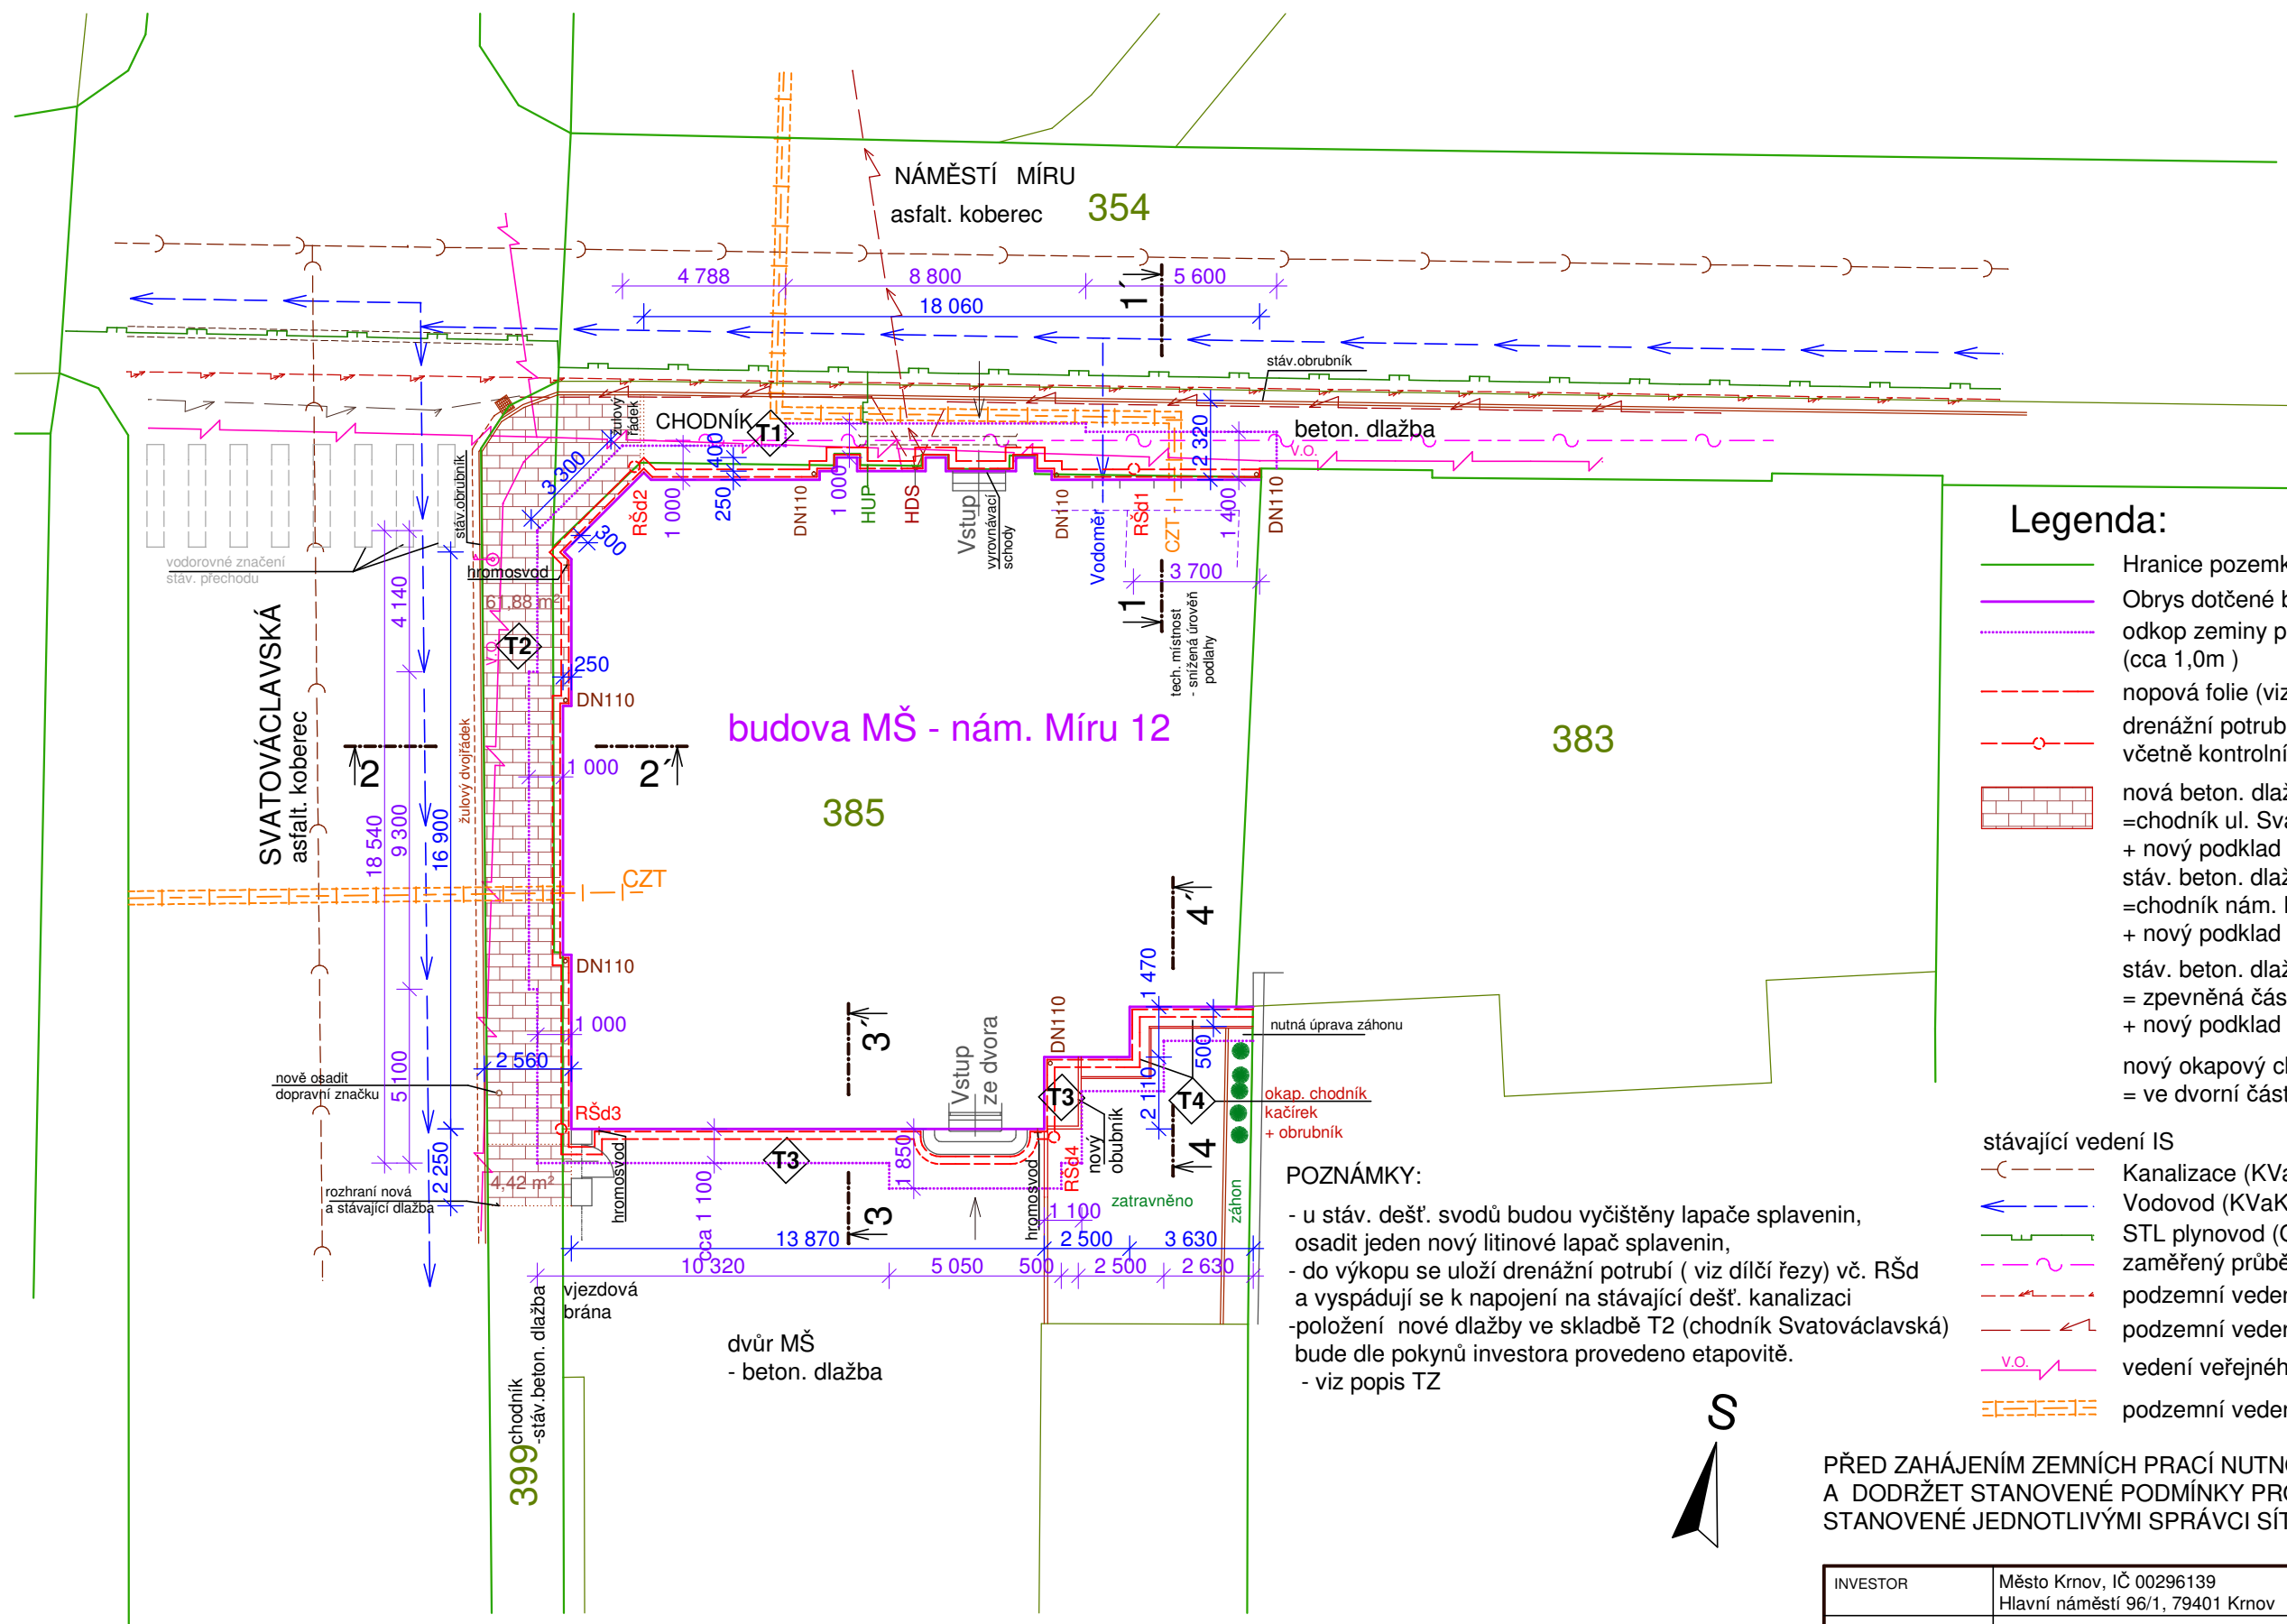 NÁMĚSTÍ MÍRU
asfalt. koberec
354
4 788
8 800
5 600
18 060
1´
stáv.obrubník
CHODNÍK
žulový
řádek
T1
beton. dlažba
V.O.
2 320
400
250
1 000
1 000
3 300
300
RŠd2
DN110
HUP
HDS
Vstup
vyrovnávací
schody
DN110
Vodoměr
RŠd1
CZT
1 400
DN110
3 700
1
tech. místnost
- snížená úrověň
podlahy
stáv.obrubník
vodorovné značení
stáv. přechodu
hromosvod
61,88 m²
T2
V.O.
250
DN110
SVATOVÁCLAVSKÁ
asfalt. koberec
žulový dvojřádek
4 140
18 540
9 300
16 900
5 100
2 250
2
2´
1 000
budova MŠ - nám. Míru 12
385
383
CZT
DN110
1 000
2 560
nově osadit
dopravní značku
RŠd3
rozhraní nová
a stávající dlažba
4,42 m²
hromosvod
T3
cca 1 100
3´
3
Vstup
ze dvora
1 850
hromosvod
DN110
T3
nový
obubník
RŠd4
1 100
1 470
2 110
500
4´
4
T4
nutná úprava záhonu
okap. chodník
kačírek
+ obrubník
zatravněno
záhon
13 870
2 500
3 630
10 320
5 050
500
2 500
2 630
vjezdová
brána
chodník
-stáv.beton. dlažba
399
dvůr MŠ
- beton. dlažba
POZNÁMKY:
- u stáv. dešť. svodů budou vyčištěny lapače splavenin,
osadit jeden nový litinové lapač splavenin,
- do výkopu se uloží drenážní potrubí ( viz dílčí řezy) vč. RŠd
a vyspádují se k napojení na stávající dešť. kanalizaci
-položení nové dlažby ve skladbě T2 (chodník Svatováclavská)
bude dle pokynů investora provedeno etapovitě.
- viz popis TZ
S
Legenda:
Hranice pozemk
Obrys dotčené b
odkop zeminy p
(cca 1,0m )
nopová folie (viz
drenážní potrub
včetně kontrolní
nová beton. dlaž
=chodník ul. Sva
+ nový podklad
stáv. beton. dlaž
=chodník nám.
+ nový podklad
stáv. beton. dlaž
= zpevněná čás
+ nový podklad
nový okapový ch
= ve dvorní část
stávající vedení IS
Kanalizace (KVa
Vodovod (KVaK
STL plynovod (
zaměřený průbě
podzemní veden
podzemní veden
V.O.
vedení veřejnéh
podzemní veden
PŘED ZAHÁJENÍM ZEMNÍCH PRACÍ NUTNO
A DODRŽET STANOVENÉ PODMÍNKY PRO
STANOVENÉ JEDNOTLIVÝMI SPRÁVCI SÍT
INVESTOR
Město Krnov, IČ 00296139
Hlavní náměstí 96/1, 79401 Krnov